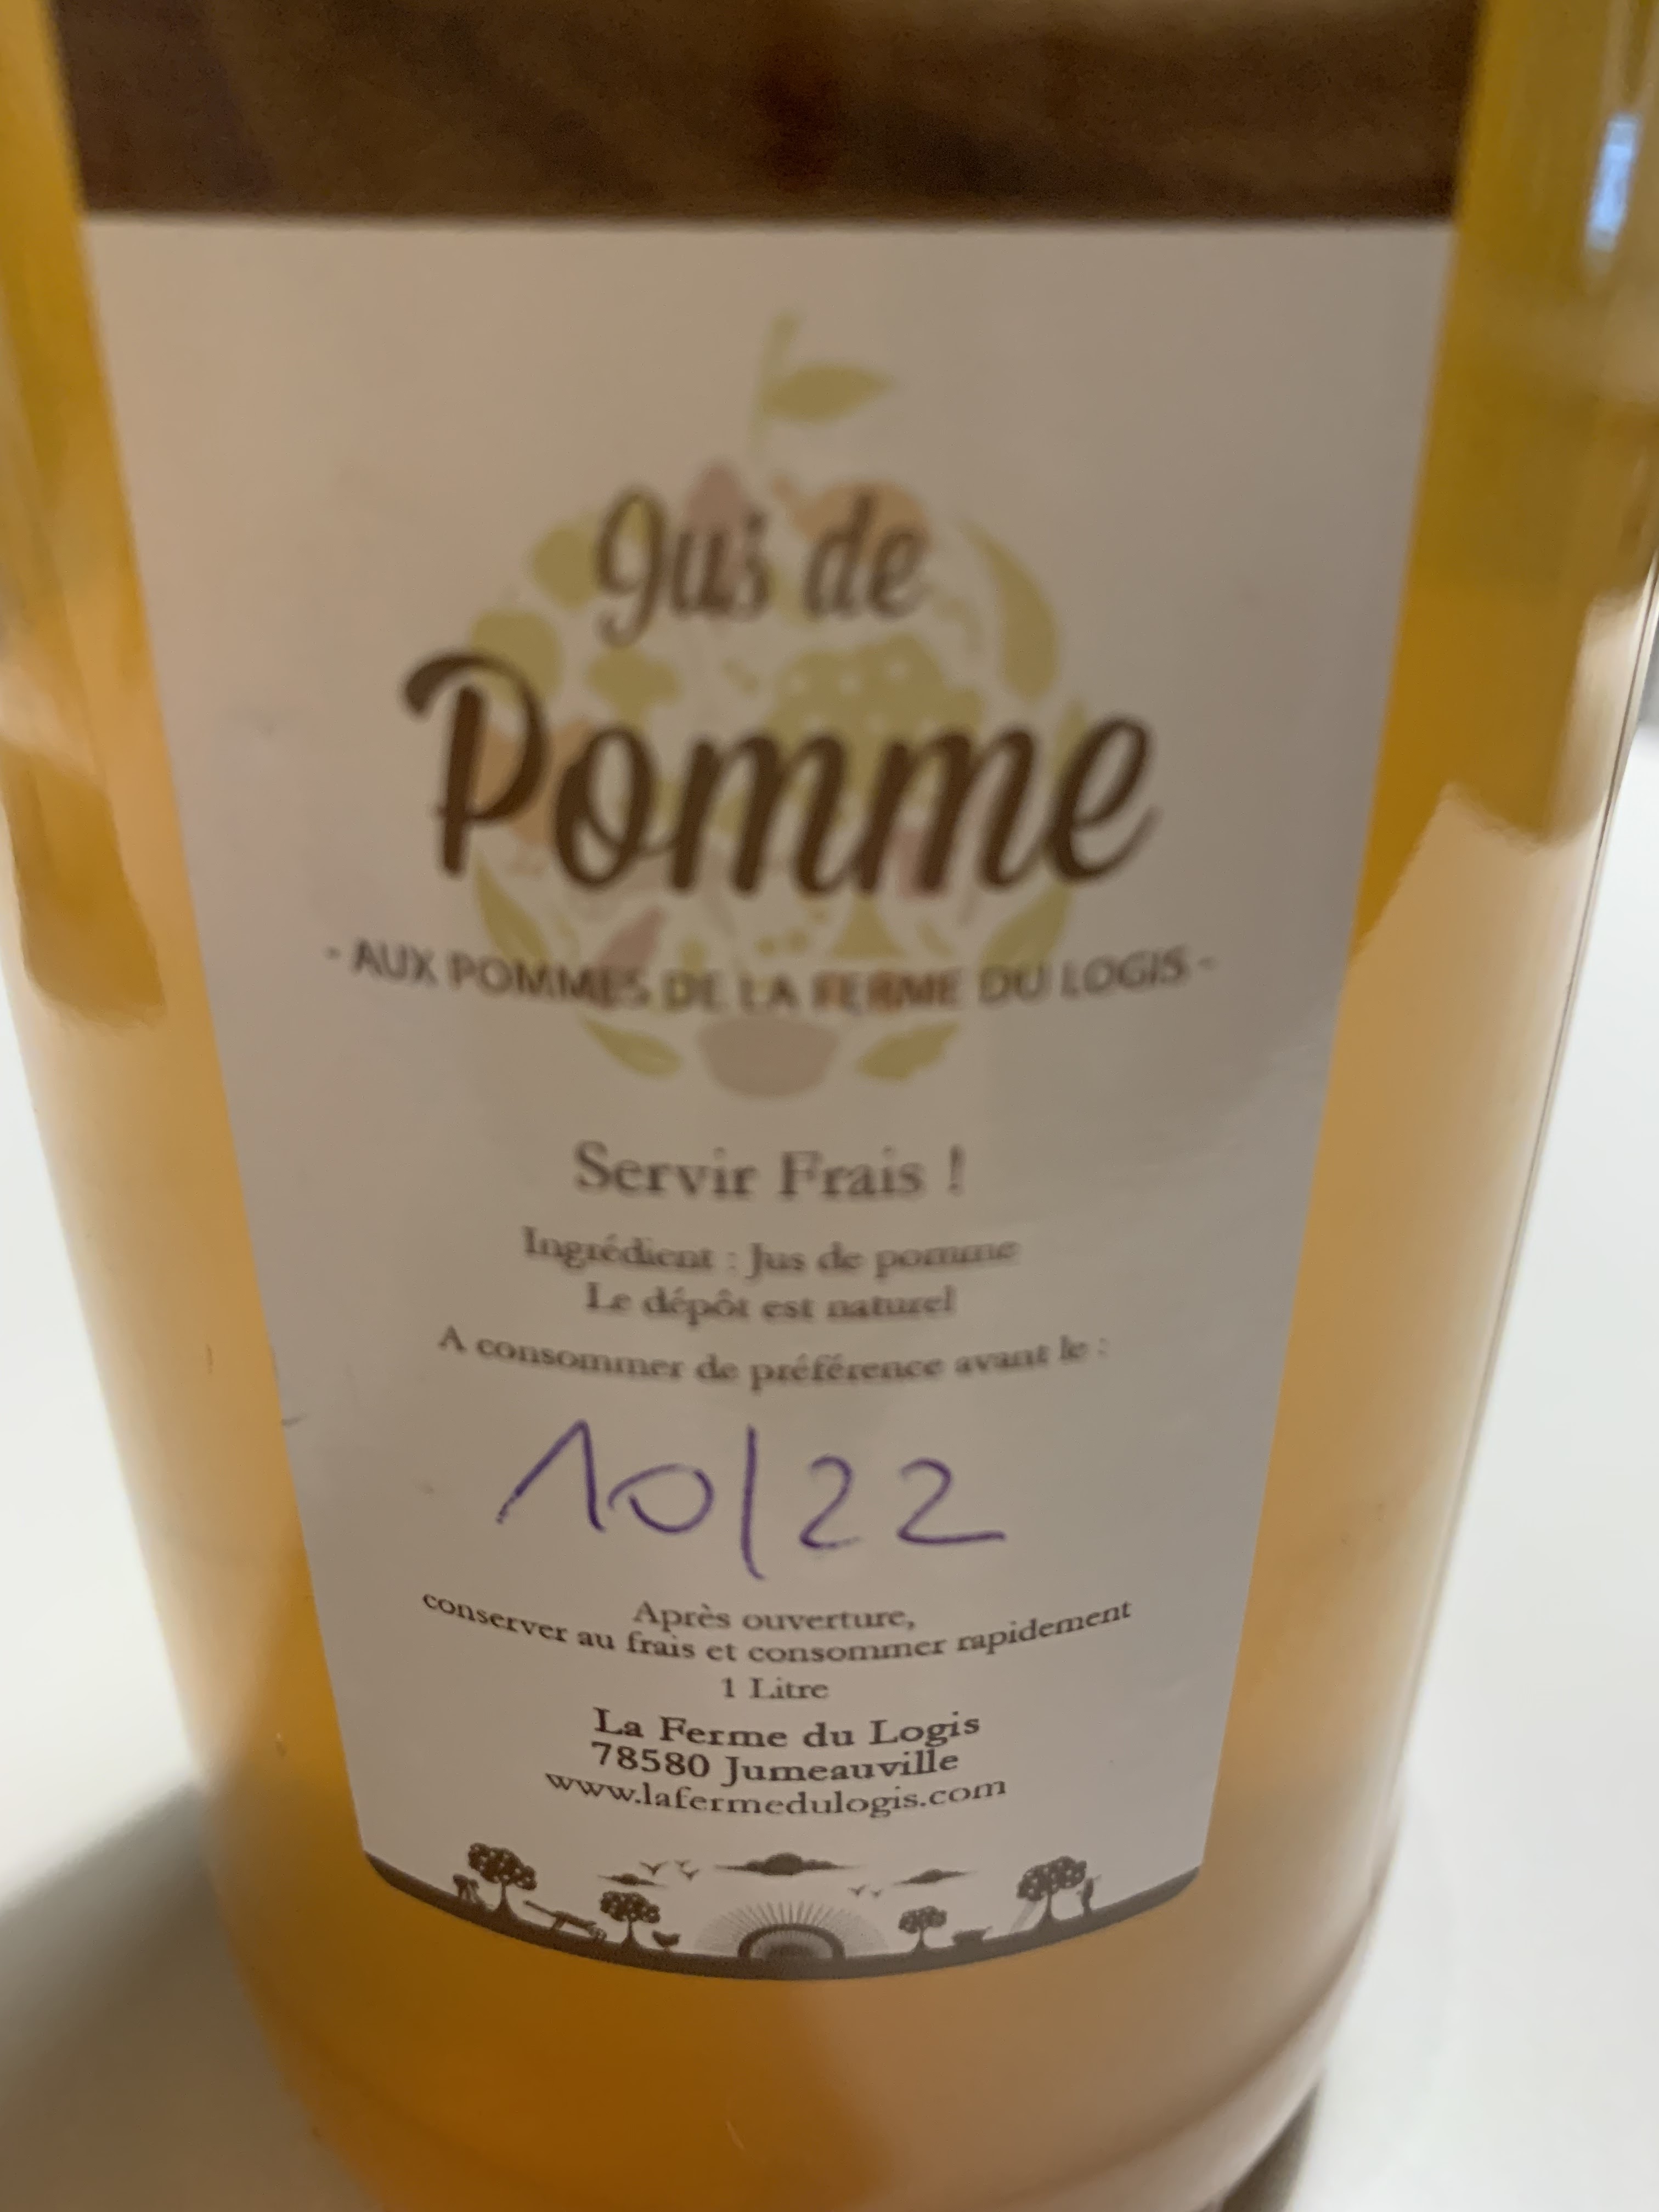 Jus de
Pomme
- AUX POMMES DE LA FERME DU LOGIS -
Servir Frais !
Ingrédient : Jus de pomme
Le dépôt est naturel
A consommer de préférence avant le :
10/22
Après ouverture,
conserver au frais et consommer rapidement
1 Litre
La Ferme du Logis
78580 Jumeauville
www.lafermedulogis.com